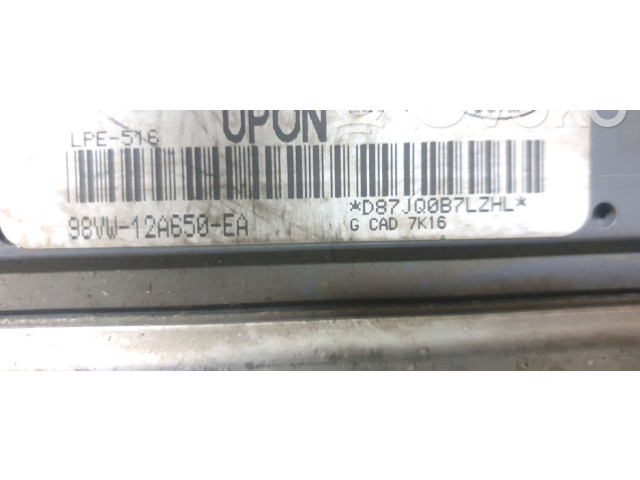 LPE-516 UPON
98VW-12A650-EA *D87JQ0B7LZHL*
G CAD 7K16